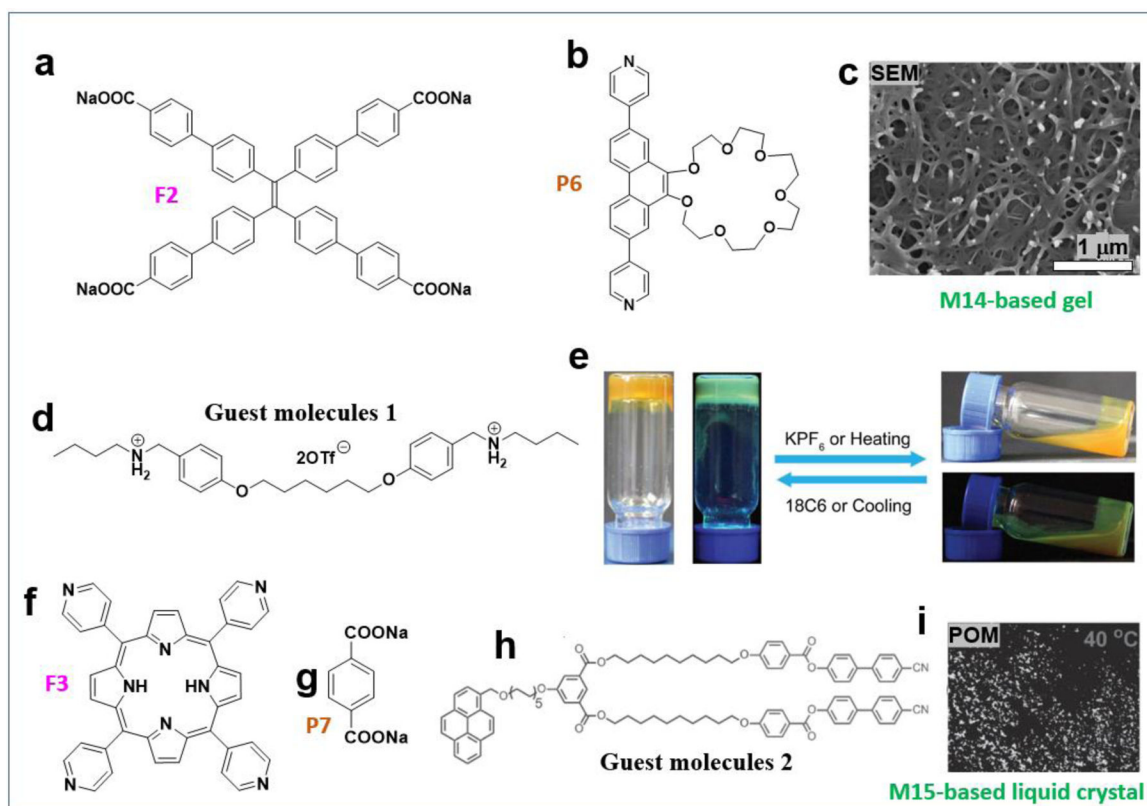 a
NaOOC
COONa
F2
NaOOC
COONa
b
N
O
O
O
O
O
O
O
P6
N
c
SEM
1 μm
M14-based gel
d
Guest molecules 1
N
H2
+
2OTf
N
H2
+
O
O
e
KPF6 or Heating
18C6 or Cooling
f
N
N
N
NH
HN
N
F3
N
N
g
COONa
P7
COONa
h
O
O
O
O
O
O
CN
O
O
5
O
O
O
O
O
CN
Guest molecules 2
i
POM
40 °C
M15-based liquid crystal